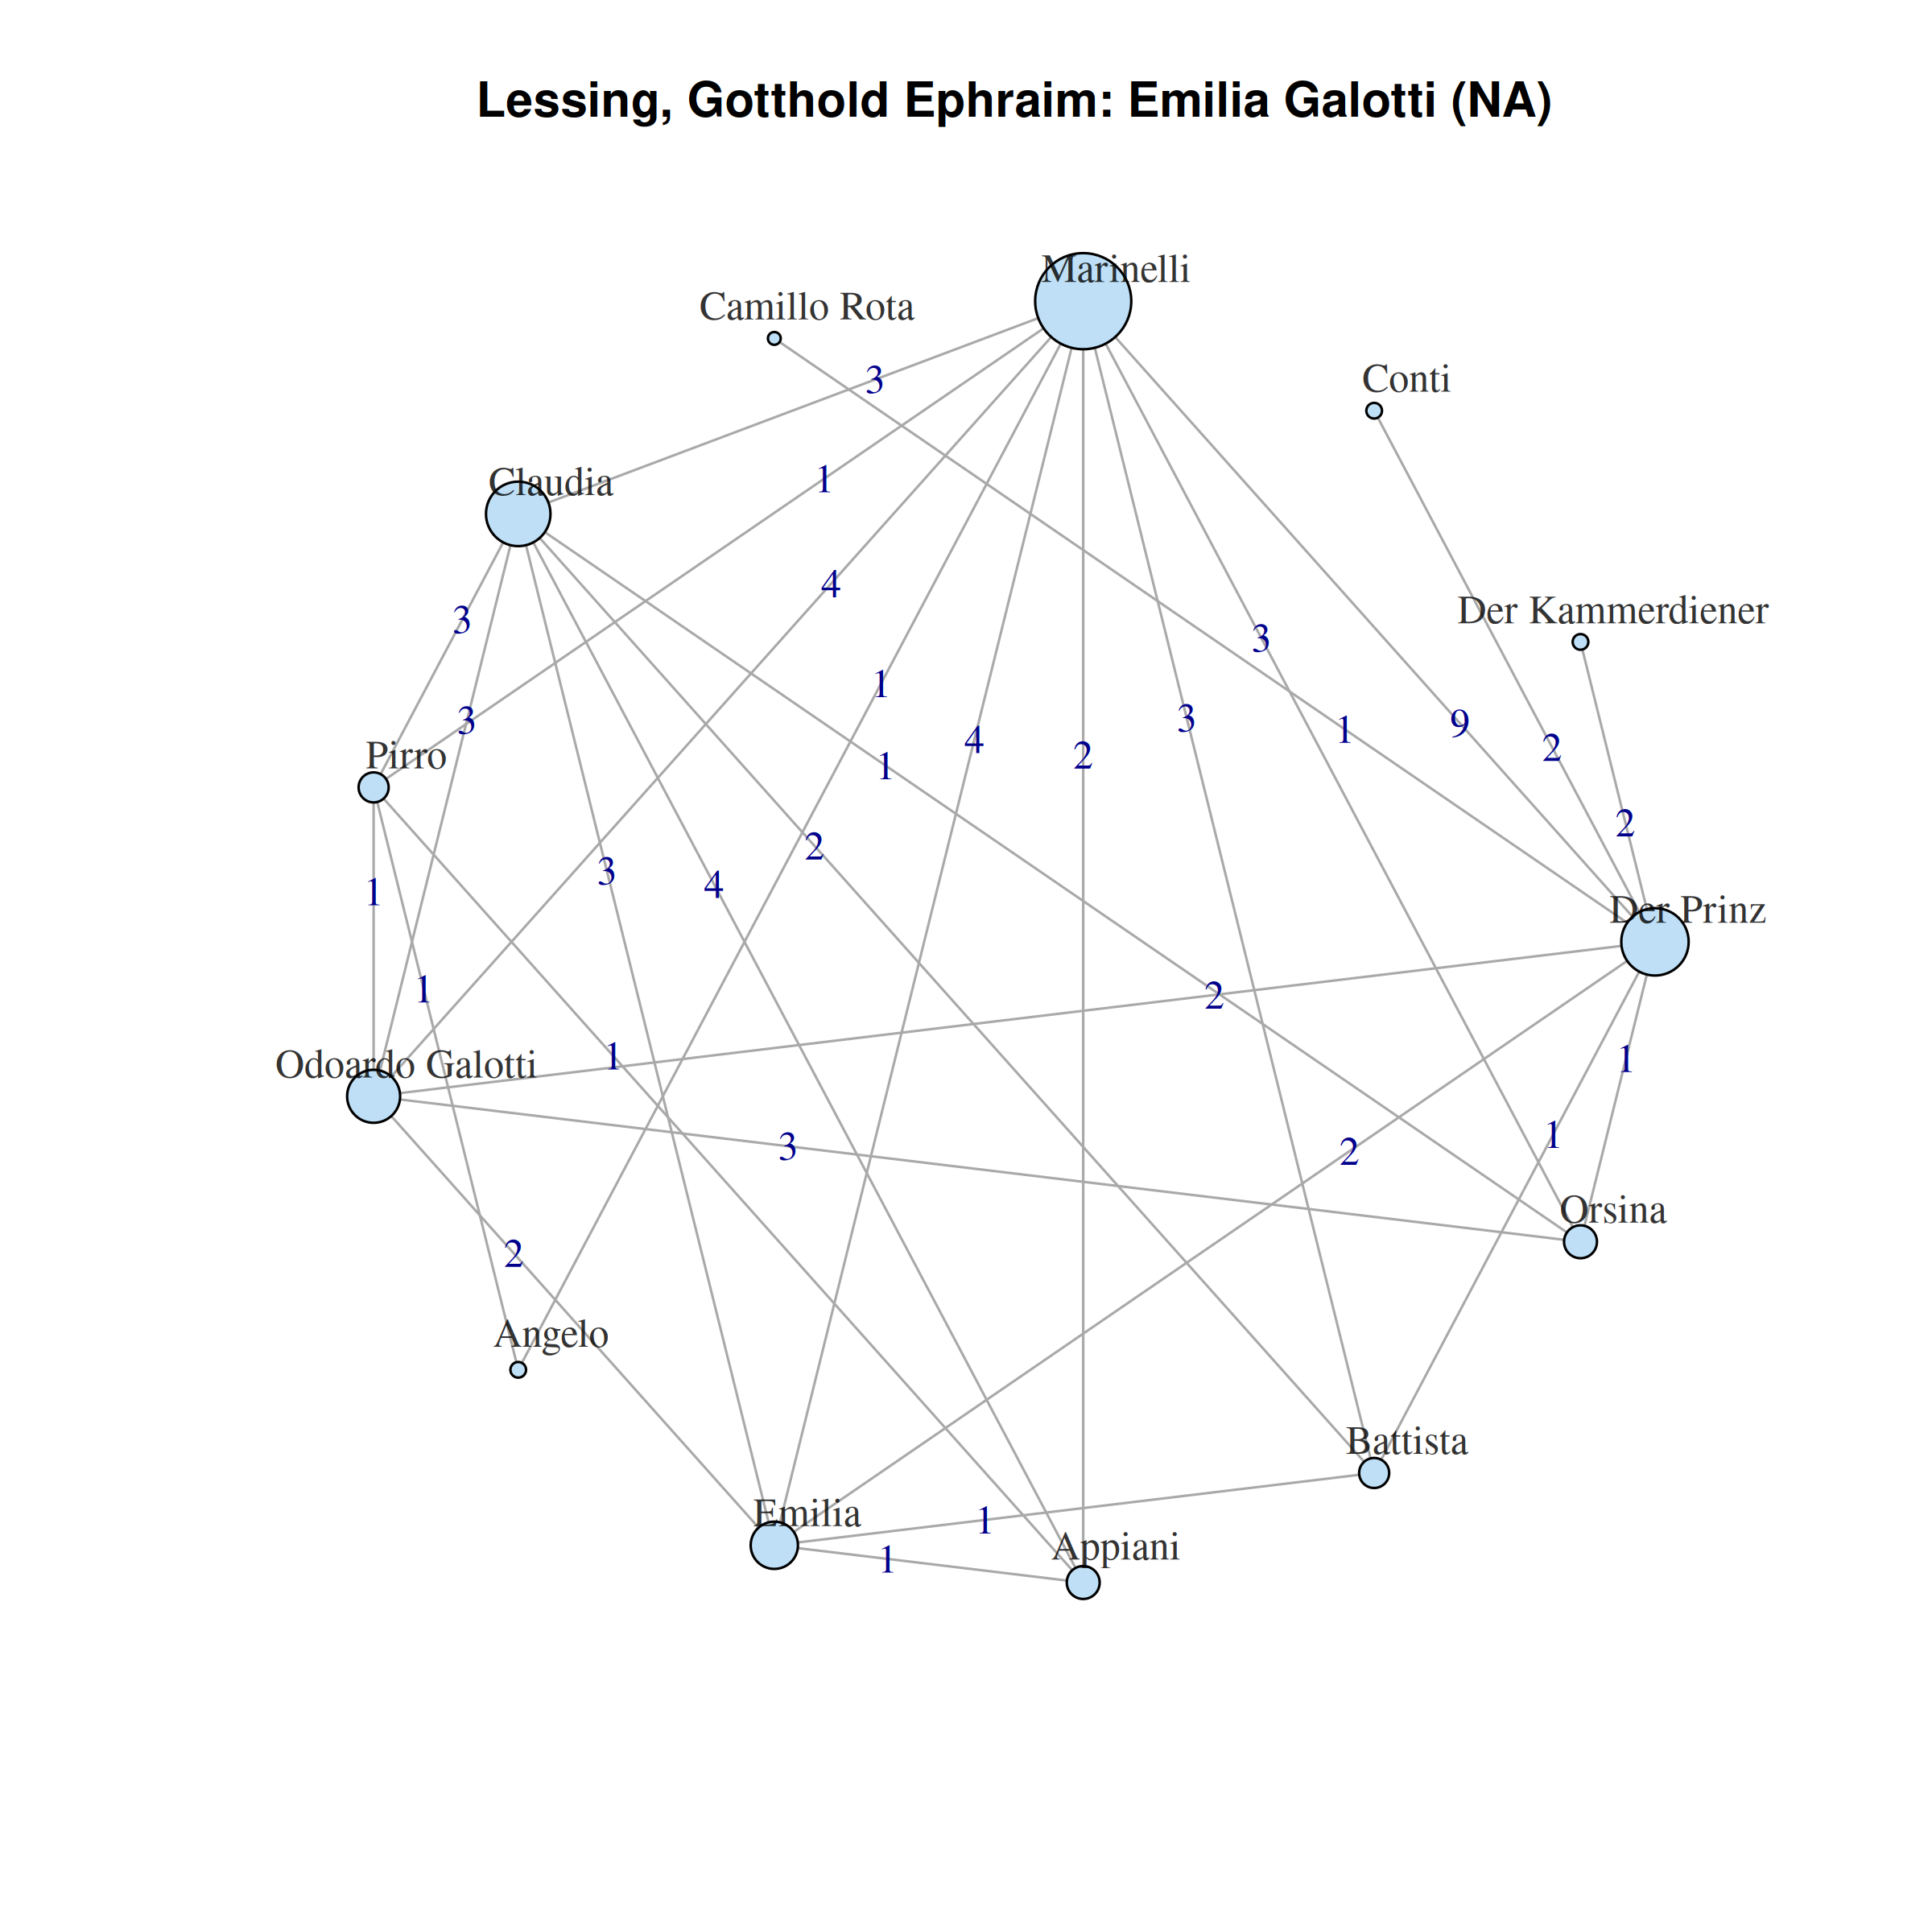 Lessing, Gotthold Ephraim: Emilia Galotti (NA)
Marinelli
Camillo Rota
Conti
3
Claudia
1
4
Der Kammerdiener
3
3
1
3
3
1
9
4
2
2
Pirro
1
2
2
3
4
1
Der Prinz
1
2
1
1
Odoardo Galotti
1
3
2
Orsina
2
Angelo
Battista
Emilia
1
Appiani
1